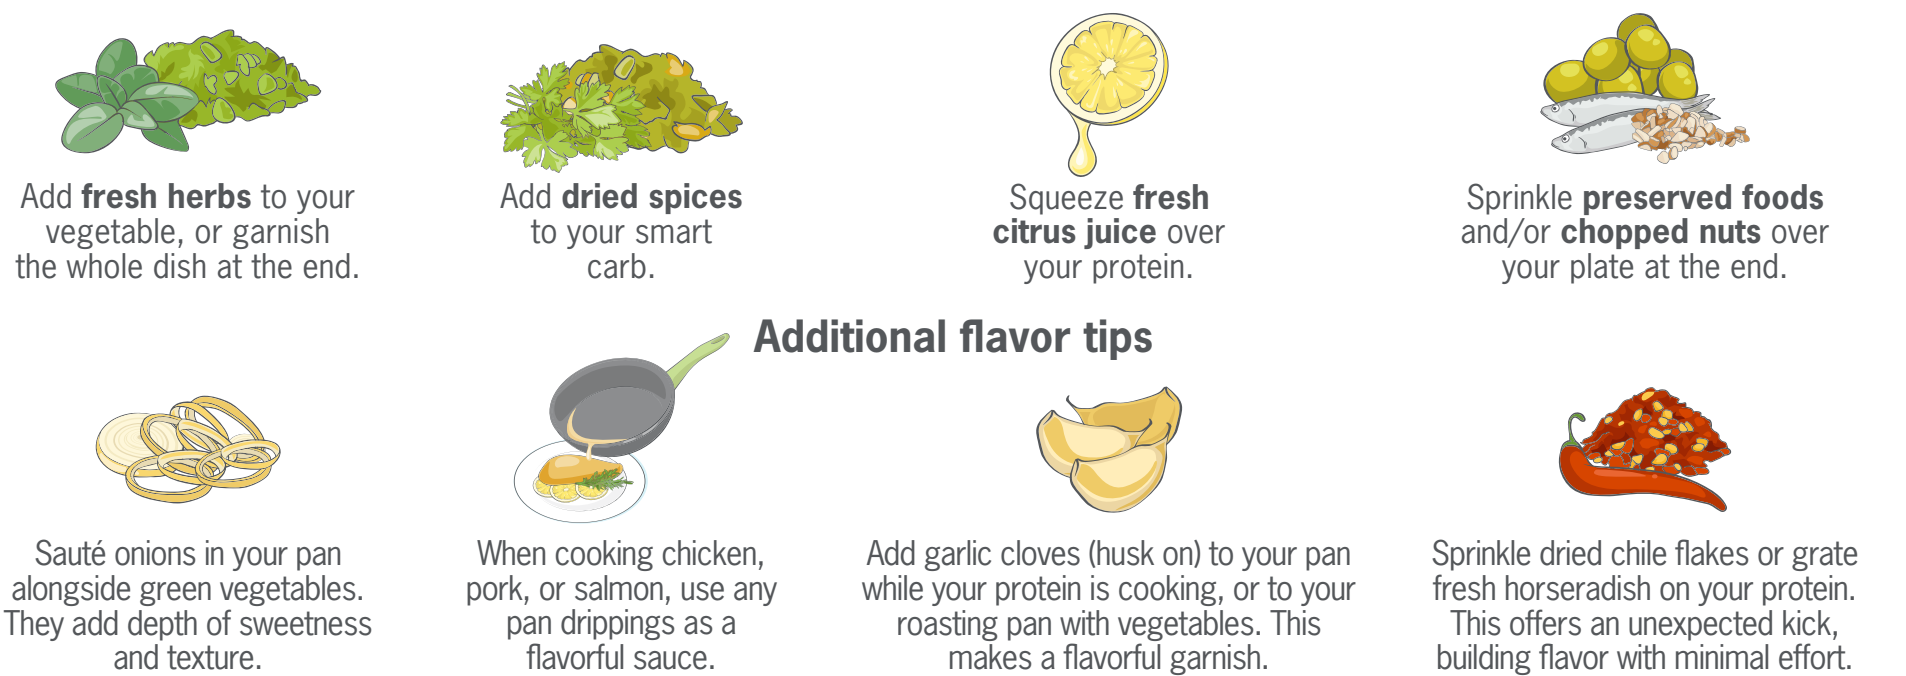 Add fresh herbs to your
vegetable, or garnish
the whole dish at the end.
Add dried spices
to your smart
carb.
Squeeze fresh
citrus juice over
your protein.
Sprinkle preserved foods
and/or chopped nuts over
your plate at the end.
Additional flavor tips
Sauté onions in your pan
alongside green vegetables.
They add depth of sweetness
and texture.
When cooking chicken,
pork, or salmon, use any
pan drippings as a
flavorful sauce.
Add garlic cloves (husk on) to your pan
while your protein is cooking, or to your
roasting pan with vegetables. This
makes a flavorful garnish.
Sprinkle dried chile flakes or grate
fresh horseradish on your protein.
This offers an unexpected kick,
building flavor with minimal effort.